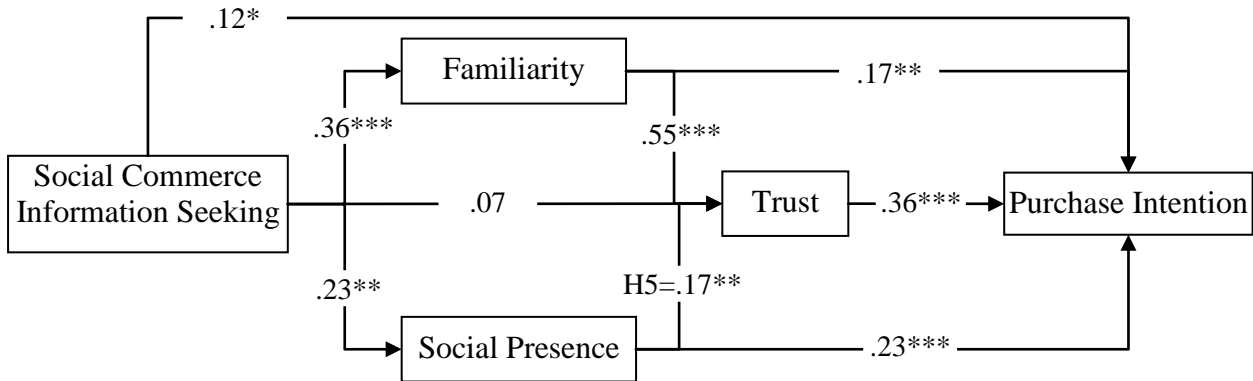 .12*
Familiarity
.17**
.36***
.55***
Social Commerce
Information Seeking
.07
Trust
.36***
Purchase Intention
.23**
H5=.17**
Social Presence
.23***